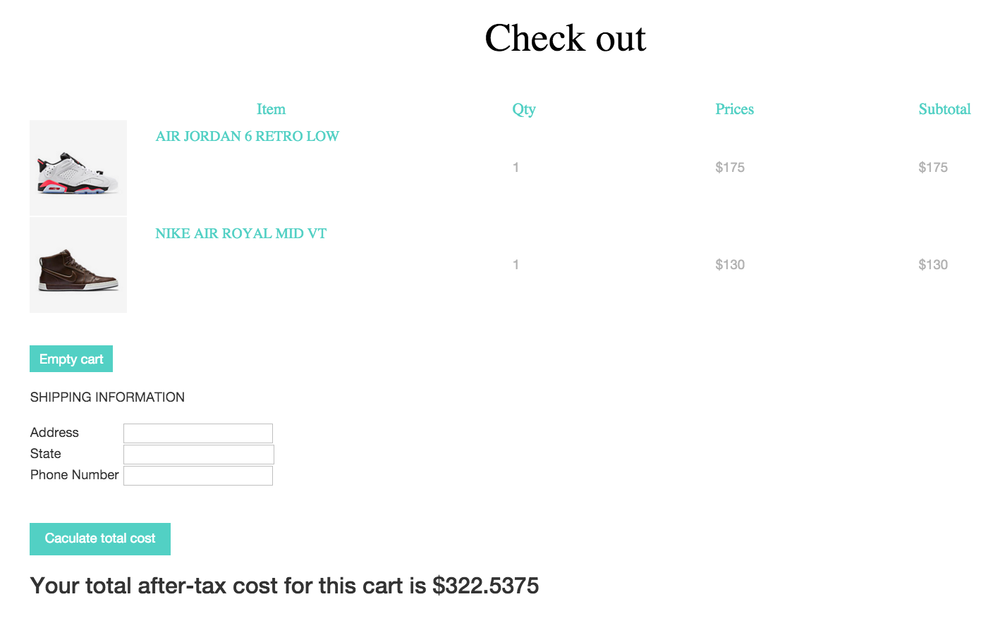 Check out
Item Qty Prices Subtotal
AIR JORDAN 6 RETRO LOW
1 $175 $175
NIKE AIR ROYAL MID VT
1 $130 $130
Empty cart
SHIPPING INFORMATION
Address
State
Phone Number
Caculate total cost
Your total after-tax cost for this cart is $322.5375